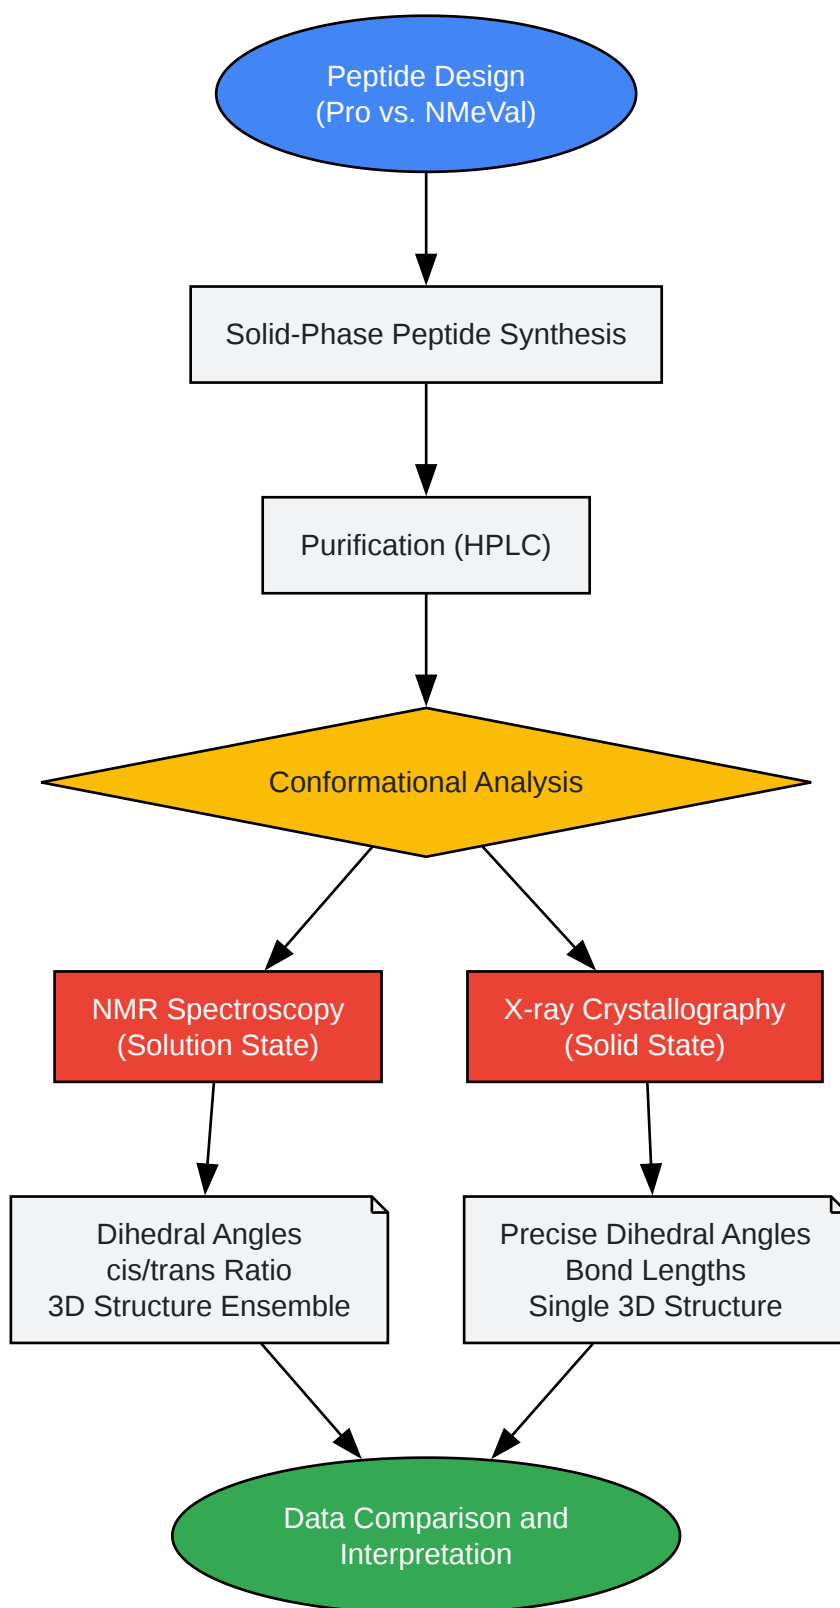 Peptide Design
(Pro vs. NMeVal)
Solid-Phase Peptide Synthesis
Purification (HPLC)
Conformational Analysis
NMR Spectroscopy
(Solution State)
X-ray Crystallography
(Solid State)
Dihedral Angles
cis/trans Ratio
3D Structure Ensemble
Precise Dihedral Angles
Bond Lengths
Single 3D Structure
Data Comparison and
Interpretation